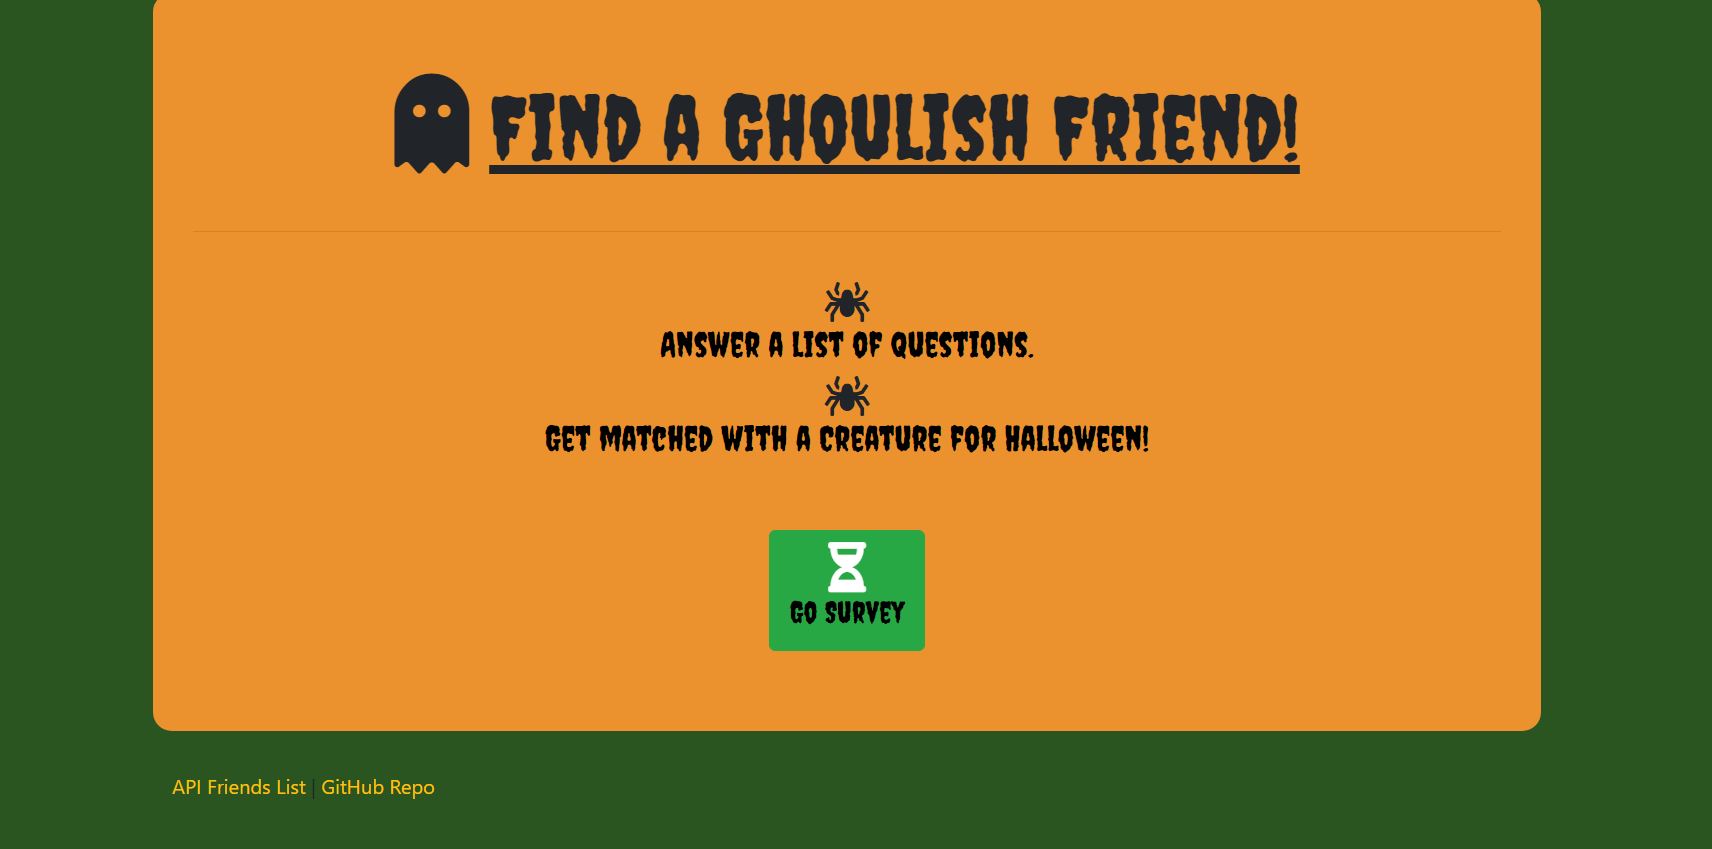 FIND A GHOULISH FRIEND!
ANSWER A LIST OF QUESTIONS.
GET MATCHED WITH A CREATURE FOR HALLOWEEN!
GO SURVEY
API Friends List | GitHub Repo